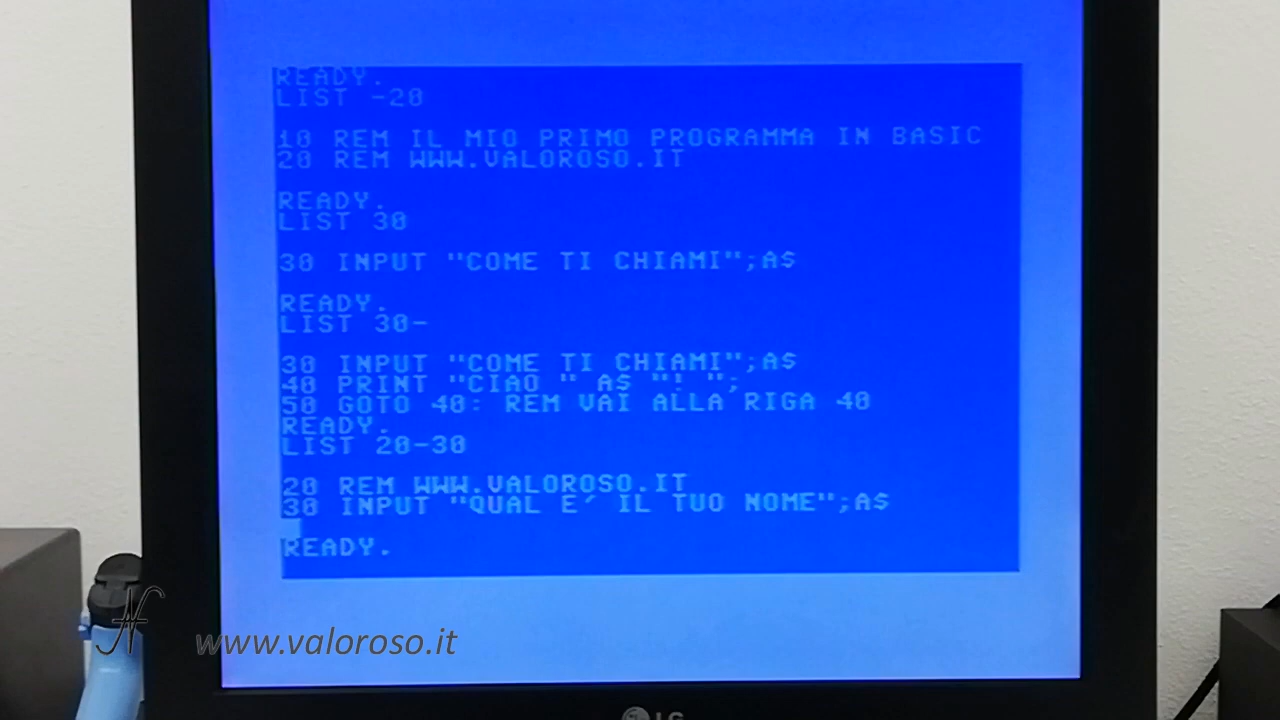 READY.
LIST -20
10 REM IL MIO PRIMO PROGRAMMA IN BASIC
20 REM WWW.VALOROSO.IT
READY.
LIST 30
30 INPUT "COME TI CHIAMI";A$
READY.
LIST 30-
30 INPUT "COME TI CHIAMI";A$
40 PRINT "CIAO " A$ "! ";
50 GOTO 40: REM VAI ALLA RIGA 40
READY.
LIST 20-30
20 REM WWW.VALOROSO.IT
30 INPUT "QUAL E´ IL TUO NOME";A$
READY.
www.valoroso.it
LG